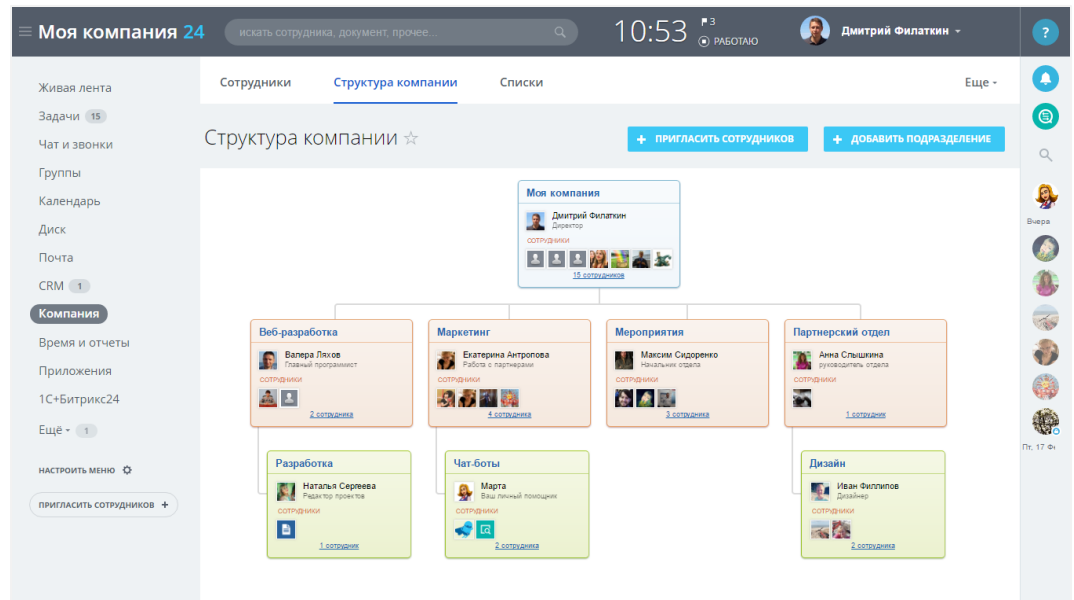 Моя компания 24
искать сотрудника, документ, прочее...
10:53
3
РАБОТАЮ
Дмитрий Филаткин
?
Живая лента
Задачи 15
Чат и звонки
Группы
Календарь
Диск
Почта
CRM 1
Компания
Время и отчеты
Приложения
1С+Битрикс24
Ещё 1
НАСТРОИТЬ МЕНЮ
ПРИГЛАСИТЬ СОТРУДНИКОВ +
Сотрудники
Структура компании
Списки
Еще
Структура компании
+ ПРИГЛАСИТЬ СОТРУДНИКОВ
+ ДОБАВИТЬ ПОДРАЗДЕЛЕНИЕ
Моя компания
Дмитрий Филаткин
Директор
СОТРУДНИКИ
15 сотрудников
Веб-разработка
Валера Ляхов
Главный программист
СОТРУДНИКИ
2 сотрудника
Маркетинг
Екатерина Антропова
Работа с партнерами
СОТРУДНИКИ
4 сотрудника
Мероприятия
Максим Сидоренко
Начальник отдела
СОТРУДНИКИ
3 сотрудника
Партнерский отдел
Анна Слышкина
руководитель отдела
СОТРУДНИКИ
1 сотрудник
Разработка
Наталья Сергеева
Редактор проектов
СОТРУДНИКИ
1 сотрудник
Чат-боты
Марта
Ваш личный помощник
СОТРУДНИКИ
2 сотрудника
Дизайн
Иван Филлипов
Дизайнер
СОТРУДНИКИ
2 сотрудника
Вчера
Пт, 17 Фе